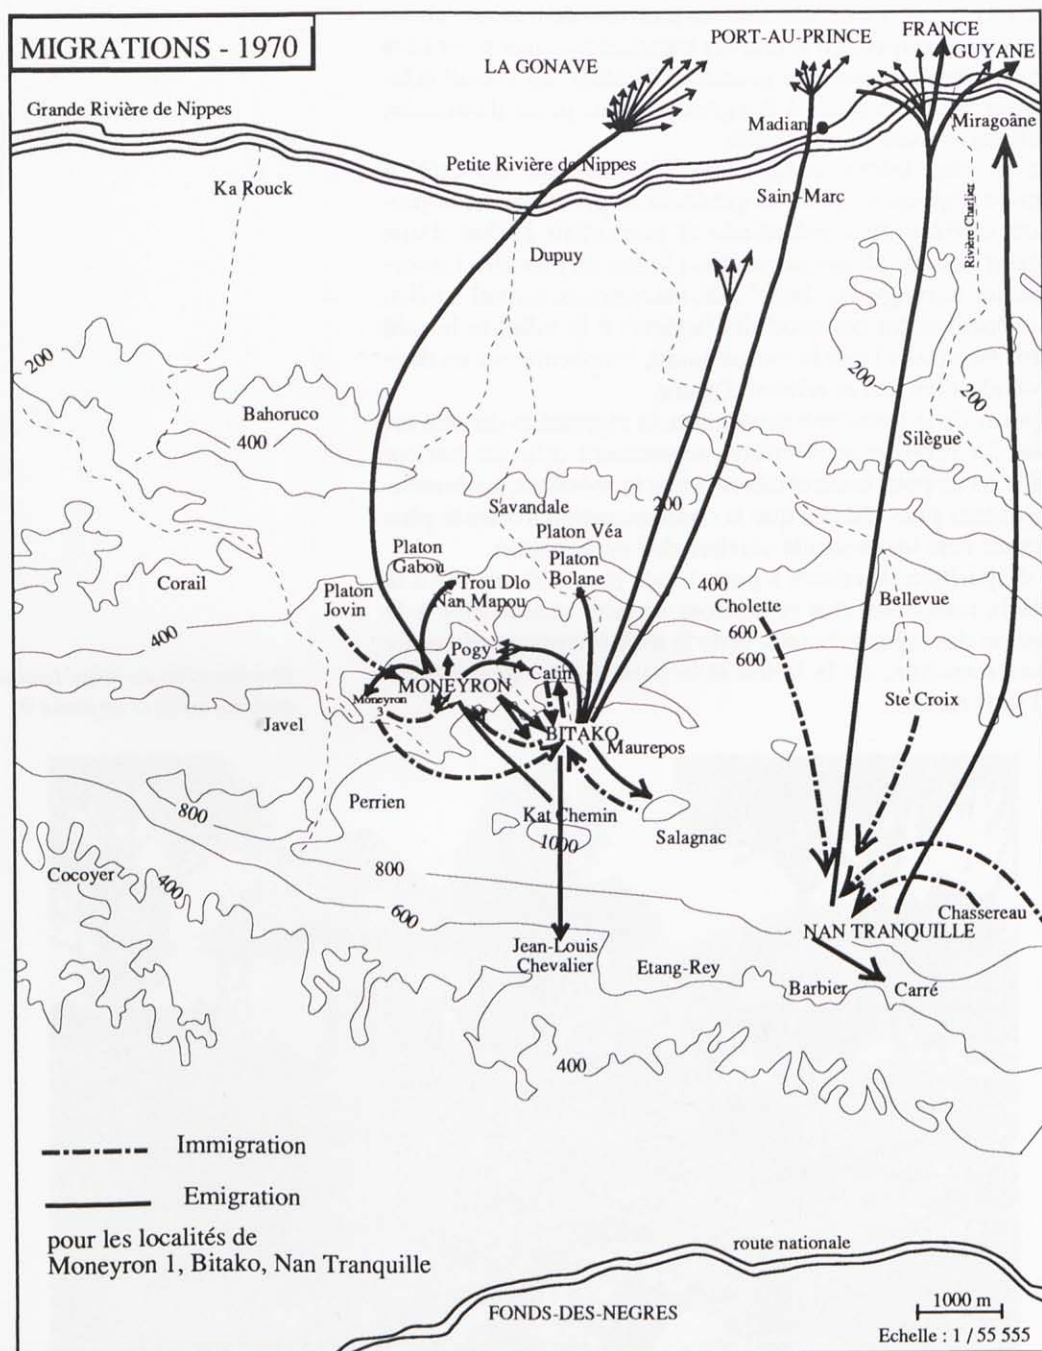 MIGRATIONS - 1970
PORT-AU-PRINCE
FRANCE
GUYANE
LA GONAVE
Grande Rivière de Nippes
Madian
Miragoâne
Petite Rivière de Nippes
Ka Rouck
Saint-Marc
Rivière Charlier
Dupuy
200
200
200
Bahoruco
400
Silègue
Savandale
200
Platon Véa
Platon
Gabou
Platon
Bolane
Corail
Trou Dlo
Nan Mapou
Platon
Jovin
400
Cholette
Bellevue
400
600
600
Pogy
Catin
MONEYRON
Moneyron
3
Ste Croix
Javel
BITAKO
Maurepos
Perrien
800
Kat Chemin
1000
Salagnac
Cocoyer
400
800
600
Chassereau
NAN TRANQUILLE
Jean-Louis
Chevalier
Etang-Rey
Barbier
Carré
400
Immigration
Emigration
pour les localités de
Moneyron 1, Bitako, Nan Tranquille
route nationale
FONDS-DES-NEGRES
1000 m
Echelle : 1 / 55 555